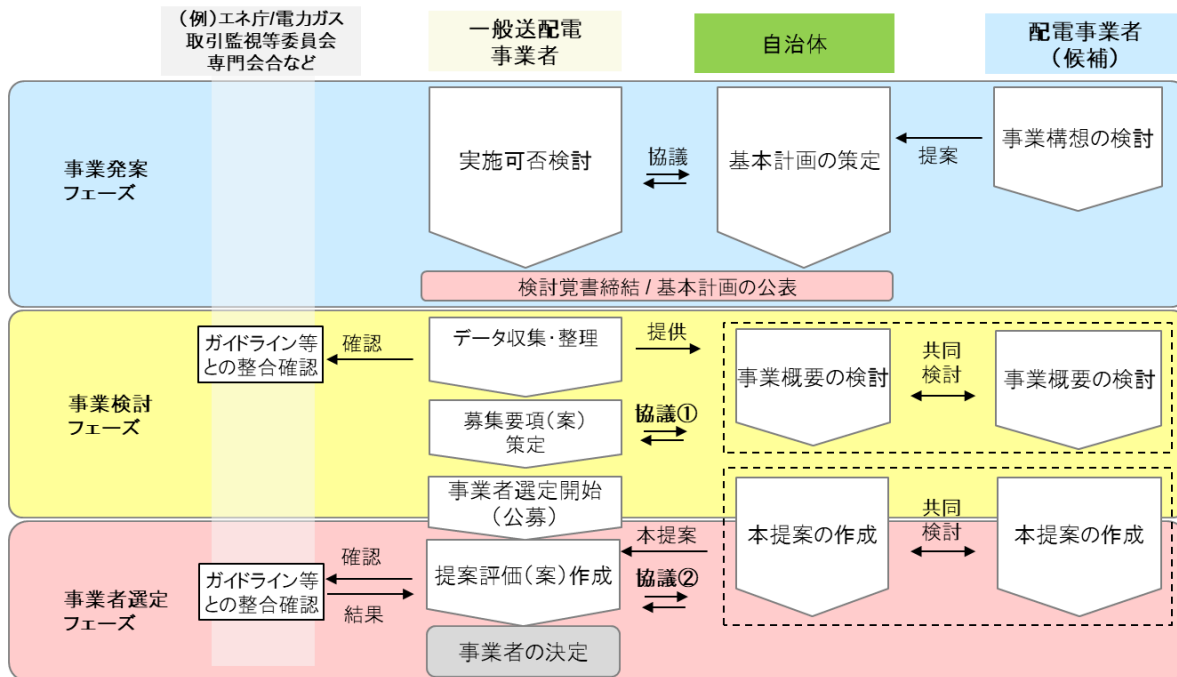 (例)エネ庁/電力ガス
取引監視等委員会
専門会合など
一般送配電
事業者
自治体
配電事業者
(候補)
事業発案
フェーズ
実施可否検討
協議
基本計画の策定
提案
事業構想の検討
検討覚書締結 / 基本計画の公表
事業検討
フェーズ
ガイドライン等
との整合確認
確認
データ収集・整理
提供
事業概要の検討
共同
検討
事業概要の検討
募集要項(案)
策定
協議①
事業者選定開始
(公募)
本提案の作成
共同
検討
本提案の作成
事業者選定
フェーズ
ガイドライン等
との整合確認
確認
結果
提案評価(案)作成
本提案
協議②
事業者の決定